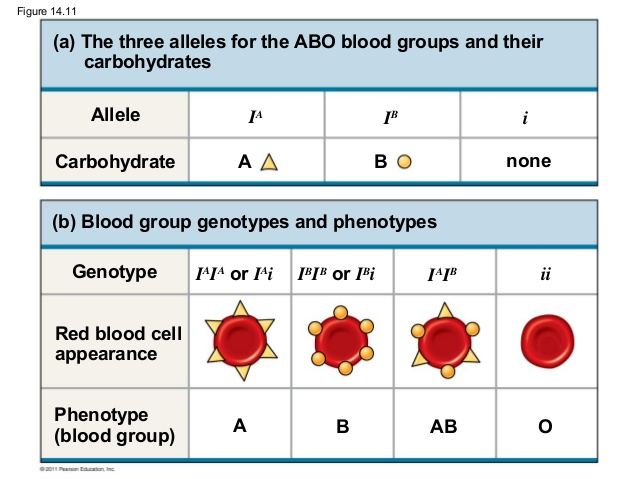 Figure 14.11
(a) The three alleles for the ABO blood groups and their
carbohydrates
Allele Iᴬ Iᴮ i
Carbohydrate A B none
(b) Blood group genotypes and phenotypes
Genotype IᴬIᴬ or Iᴬi IᴮIᴮ or Iᴮi IᴬIᴮ ii
Red blood cell
appearance
Phenotype
(blood group) A B AB O
© 2011 Pearson Education, Inc.